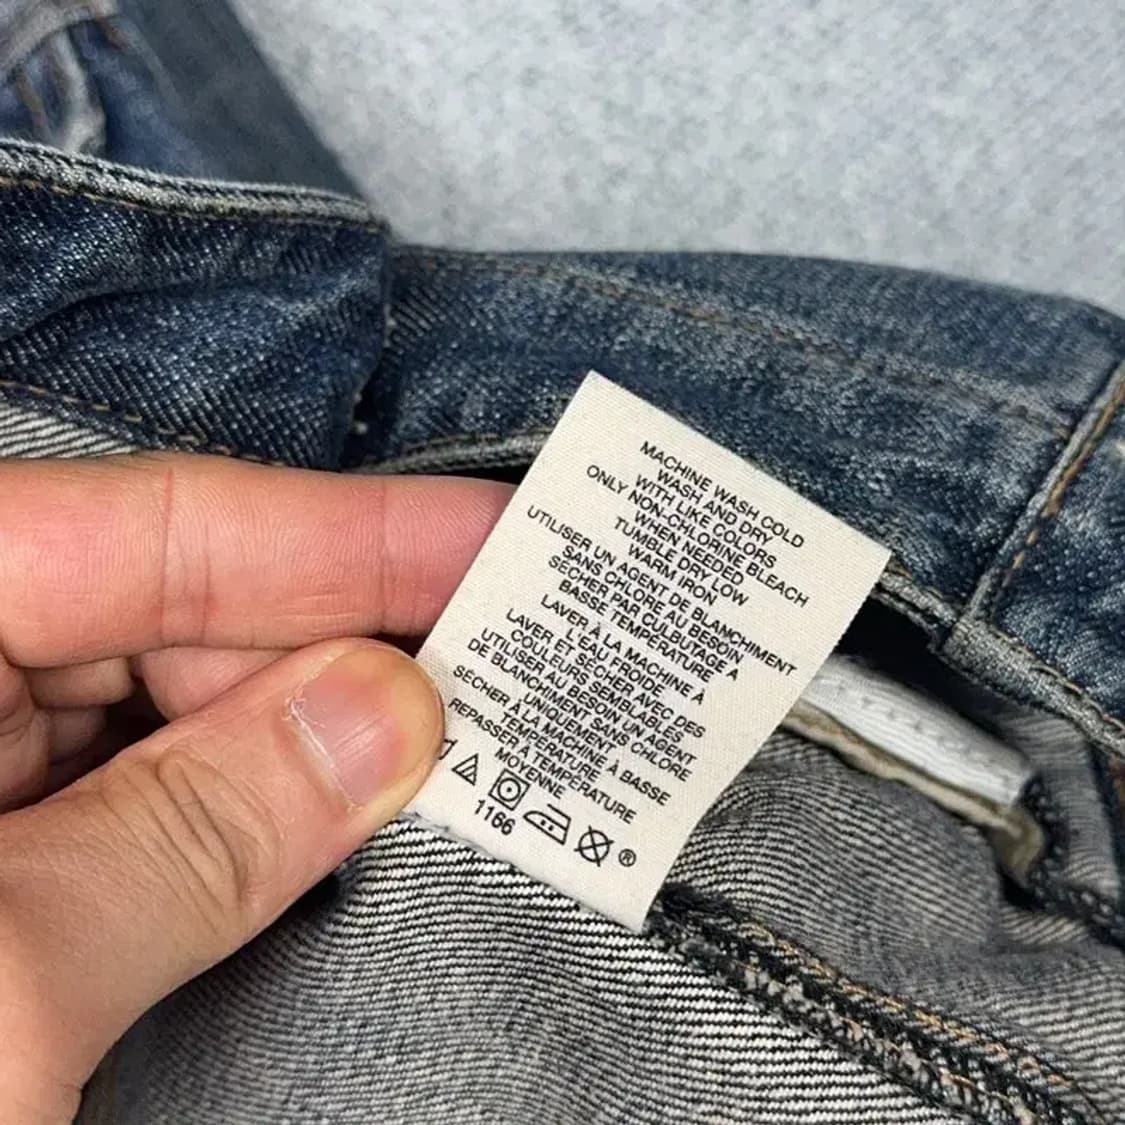 MACHINE WASH COLD
WASH AND DRY
WITH LIKE COLORS
ONLY NON-CHLORINE BLEACH
WHEN NEEDED
TUMBLE DRY LOW
WARM IRON
UTILISER UN AGENT DE BLANCHIMENT
SANS CHLORE AU BESOIN
SÉCHER PAR CULBUTAGE À
BASSE TEMPÉRATURE
LAVER À LA MACHINE À
L'EAU FROIDE
LAVER ET SÉCHER AVEC DES
COULEURS SEMBLABLES
UTILISER AU BESOIN UN AGENT
DE BLANCHIMENT SANS CHLORE
UNIQUEMENT
SÉCHER À LA MACHINE À BASSE
TEMPÉRATURE
REPASSER À TEMPÉRATURE
MOYENNE
®
1166